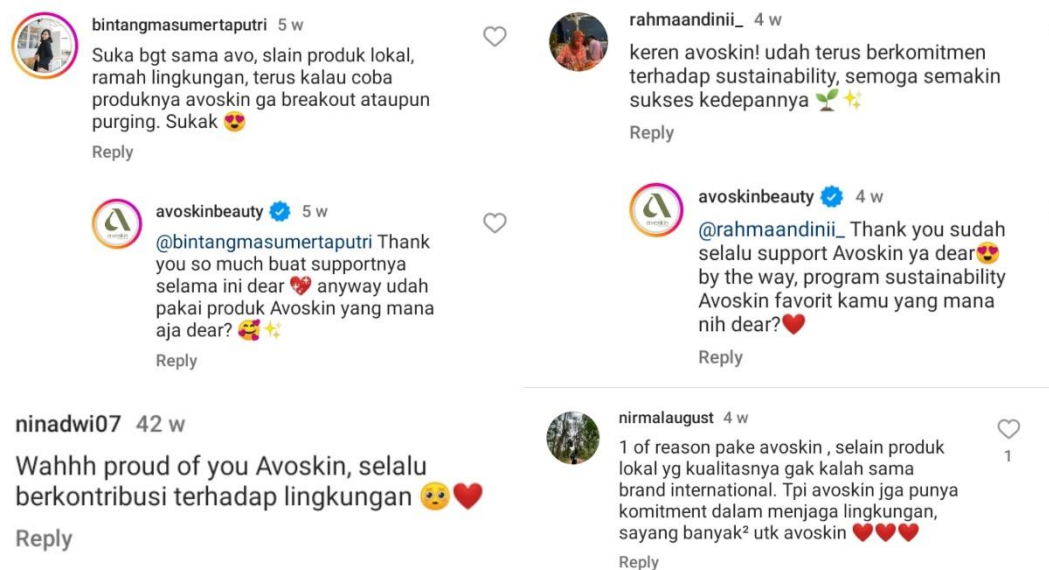 bintangmasumertaputri 5 w
Suka bgt sama avo, slain produk lokal,
ramah lingkungan, terus kalau coba
produknya avoskin ga breakout ataupun
purging. Sukak 😍
Reply
avoskinbeauty 5 w
@bintangmasumertaputri Thank
you so much buat supportnya
selama ini dear 💖 anyway udah
pakai produk Avoskin yang mana
aja dear? 🥰✨
Reply
ninadwi07 42 w
Wahhh proud of you Avoskin, selalu
berkontribusi terhadap lingkungan 🥺❤️
Reply
rahmaandinii_ 4 w
keren avoskin! udah terus berkomitmen
terhadap sustainability, semoga semakin
sukses kedepannya 🌱✨
Reply
avoskinbeauty 4 w
@rahmaandinii_ Thank you sudah
selalu support Avoskin ya dear😍
by the way, program sustainability
Avoskin favorit kamu yang mana
nih dear?❤️
Reply
nirmalaugust 4 w
1 of reason pake avoskin , selain produk
lokal yg kualitasnya gak kalah sama
brand international. Tpi avoskin jga punya
komitment dalam menjaga lingkungan,
sayang banyak² utk avoskin ❤️❤️❤️
1
Reply